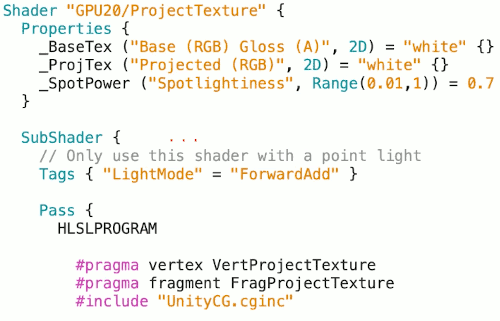 Shader "GPU20/ProjectTexture" {
Properties {
_BaseTex ("Base (RGB) Gloss (A)", 2D) = "white" {}
_ProjTex ("Projected (RGB)", 2D) = "white" {}
_SpotPower ("Spotlightiness", Range(0.01,1)) = 0.7
}
SubShader { ...
// Only use this shader with a point light
Tags { "LightMode" = "ForwardAdd" }
Pass {
HLSLPROGRAM
#pragma vertex VertProjectTexture
#pragma fragment FragProjectTexture
#include "UnityCG.cginc"